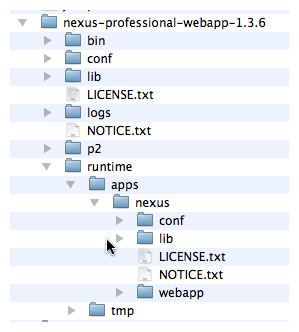 nexus-professional-webapp-1.3.6
bin
conf
lib
LICENSE.txt
logs
NOTICE.txt
p2
runtime
apps
nexus
conf
lib
LICENSE.txt
NOTICE.txt
webapp
tmp